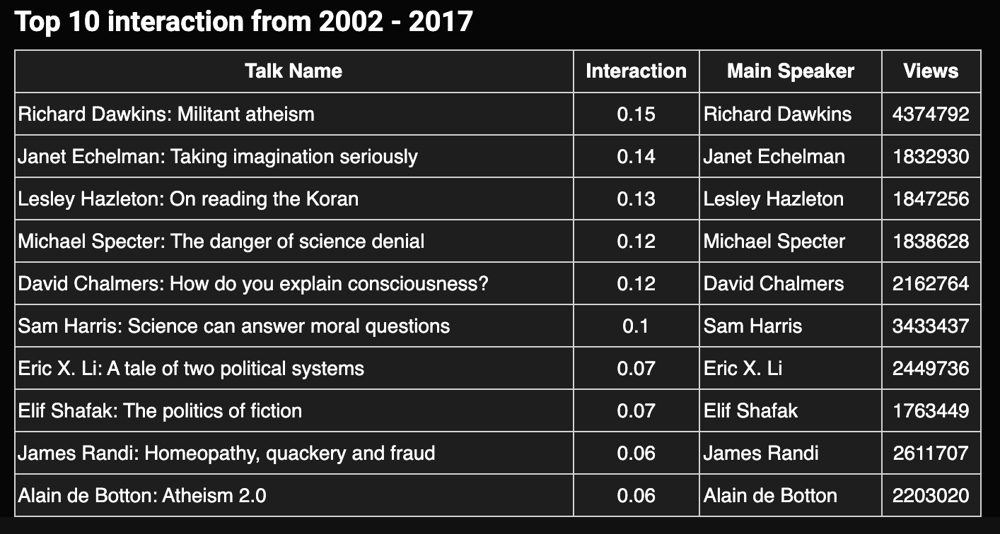 Top 10 interaction from 2002 - 2017
Talk Name Interaction Main Speaker Views
Richard Dawkins: Militant atheism 0.15 Richard Dawkins 4374792
Janet Echelman: Taking imagination seriously 0.14 Janet Echelman 1832930
Lesley Hazleton: On reading the Koran 0.13 Lesley Hazleton 1847256
Michael Specter: The danger of science denial 0.12 Michael Specter 1838628
David Chalmers: How do you explain consciousness? 0.12 David Chalmers 2162764
Sam Harris: Science can answer moral questions 0.1 Sam Harris 3433437
Eric X. Li: A tale of two political systems 0.07 Eric X. Li 2449736
Elif Shafak: The politics of fiction 0.07 Elif Shafak 1763449
James Randi: Homeopathy, quackery and fraud 0.06 James Randi 2611707
Alain de Botton: Atheism 2.0 0.06 Alain de Botton 2203020